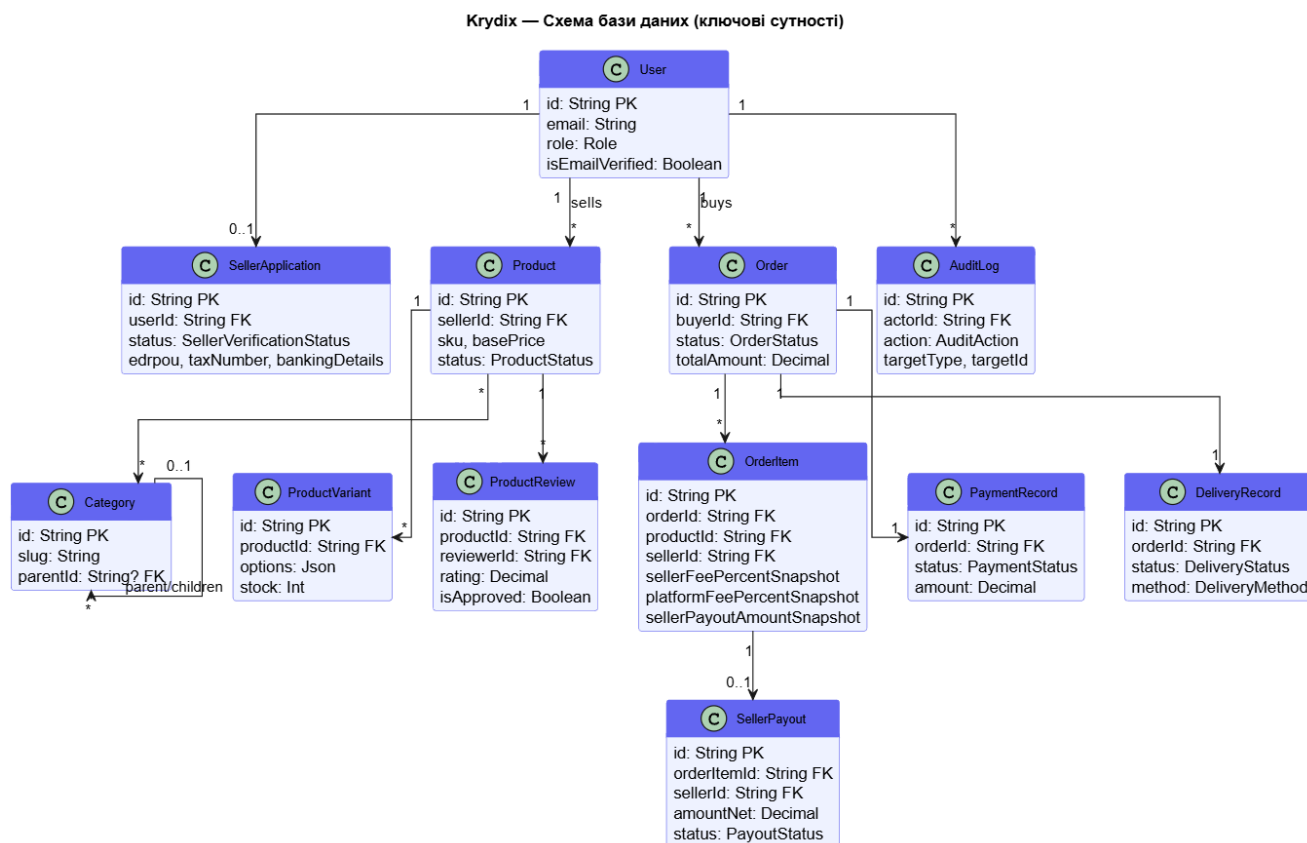 Krydix — Схема бази даних (ключові сутності)
C User
id: String PK
email: String
role: Role
isEmailVerified: Boolean
1
1
1 sells
1 buys
0..1
*
*
*
C SellerApplication
id: String PK
userId: String FK
status: SellerVerificationStatus
edrpou, taxNumber, bankingDetails
C Product
id: String PK
sellerId: String FK
sku, basePrice
status: ProductStatus
C Order
id: String PK
buyerId: String FK
status: OrderStatus
totalAmount: Decimal
C AuditLog
id: String PK
actorId: String FK
action: AuditAction
targetType, targetId
1
1
*
1
1
1
*
0..1
*
*
*
1
1
C Category
id: String PK
slug: String
parentId: String? FK
parent/children
*
C ProductVariant
id: String PK
productId: String FK
options: Json
stock: Int
C ProductReview
id: String PK
productId: String FK
reviewerId: String FK
rating: Decimal
isApproved: Boolean
C OrderItem
id: String PK
orderId: String FK
productId: String FK
sellerId: String FK
sellerFeePercentSnapshot
platformFeePercentSnapshot
sellerPayoutAmountSnapshot
C PaymentRecord
id: String PK
orderId: String FK
status: PaymentStatus
amount: Decimal
C DeliveryRecord
id: String PK
orderId: String FK
status: DeliveryStatus
method: DeliveryMethod
1
0..1
C SellerPayout
id: String PK
orderItemId: String FK
sellerId: String FK
amountNet: Decimal
status: PayoutStatus